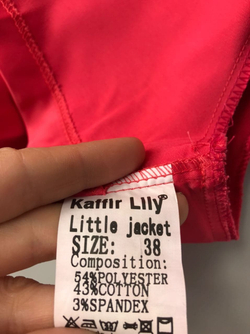 Kaffir Lily®
Little jacket
SIZE: 38
Composition:
54%POLYESTER
43%COTTON
3%SPANDEX